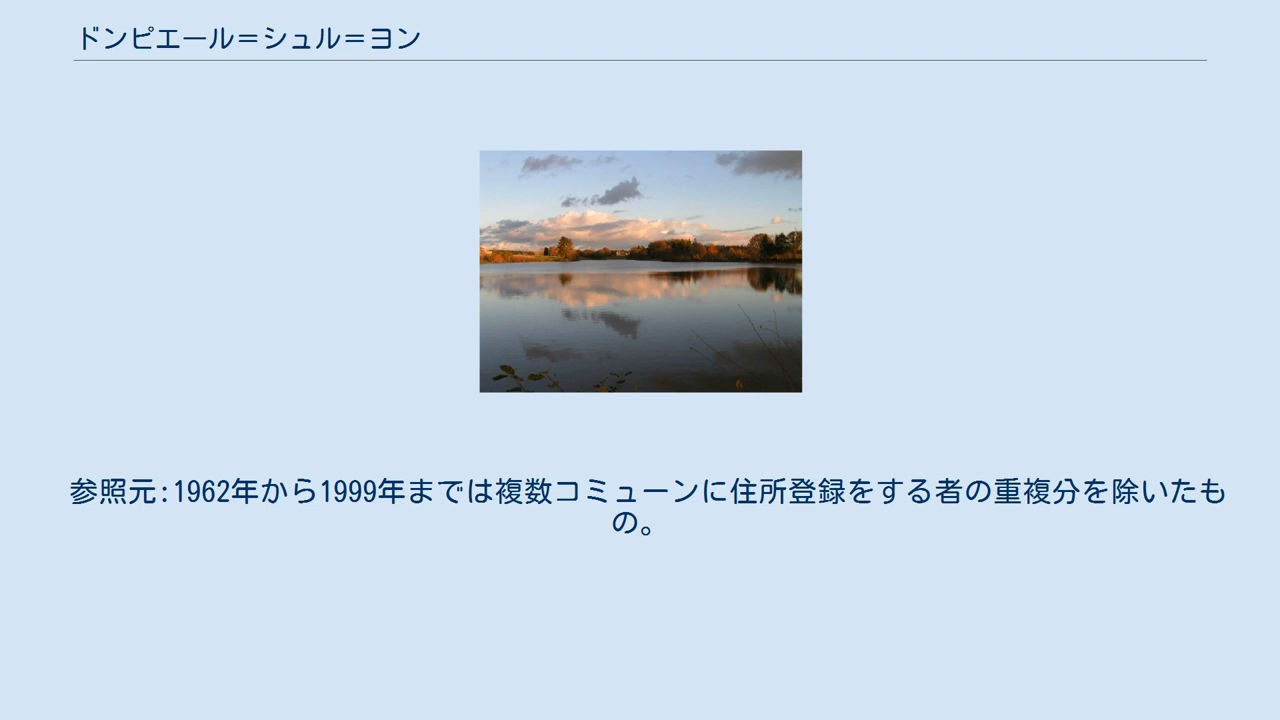 ドンピエール＝シュル＝ヨン
参照元:1962年から1999年までは複数コミューンに住所登録をする者の重複分を除いたも
の。